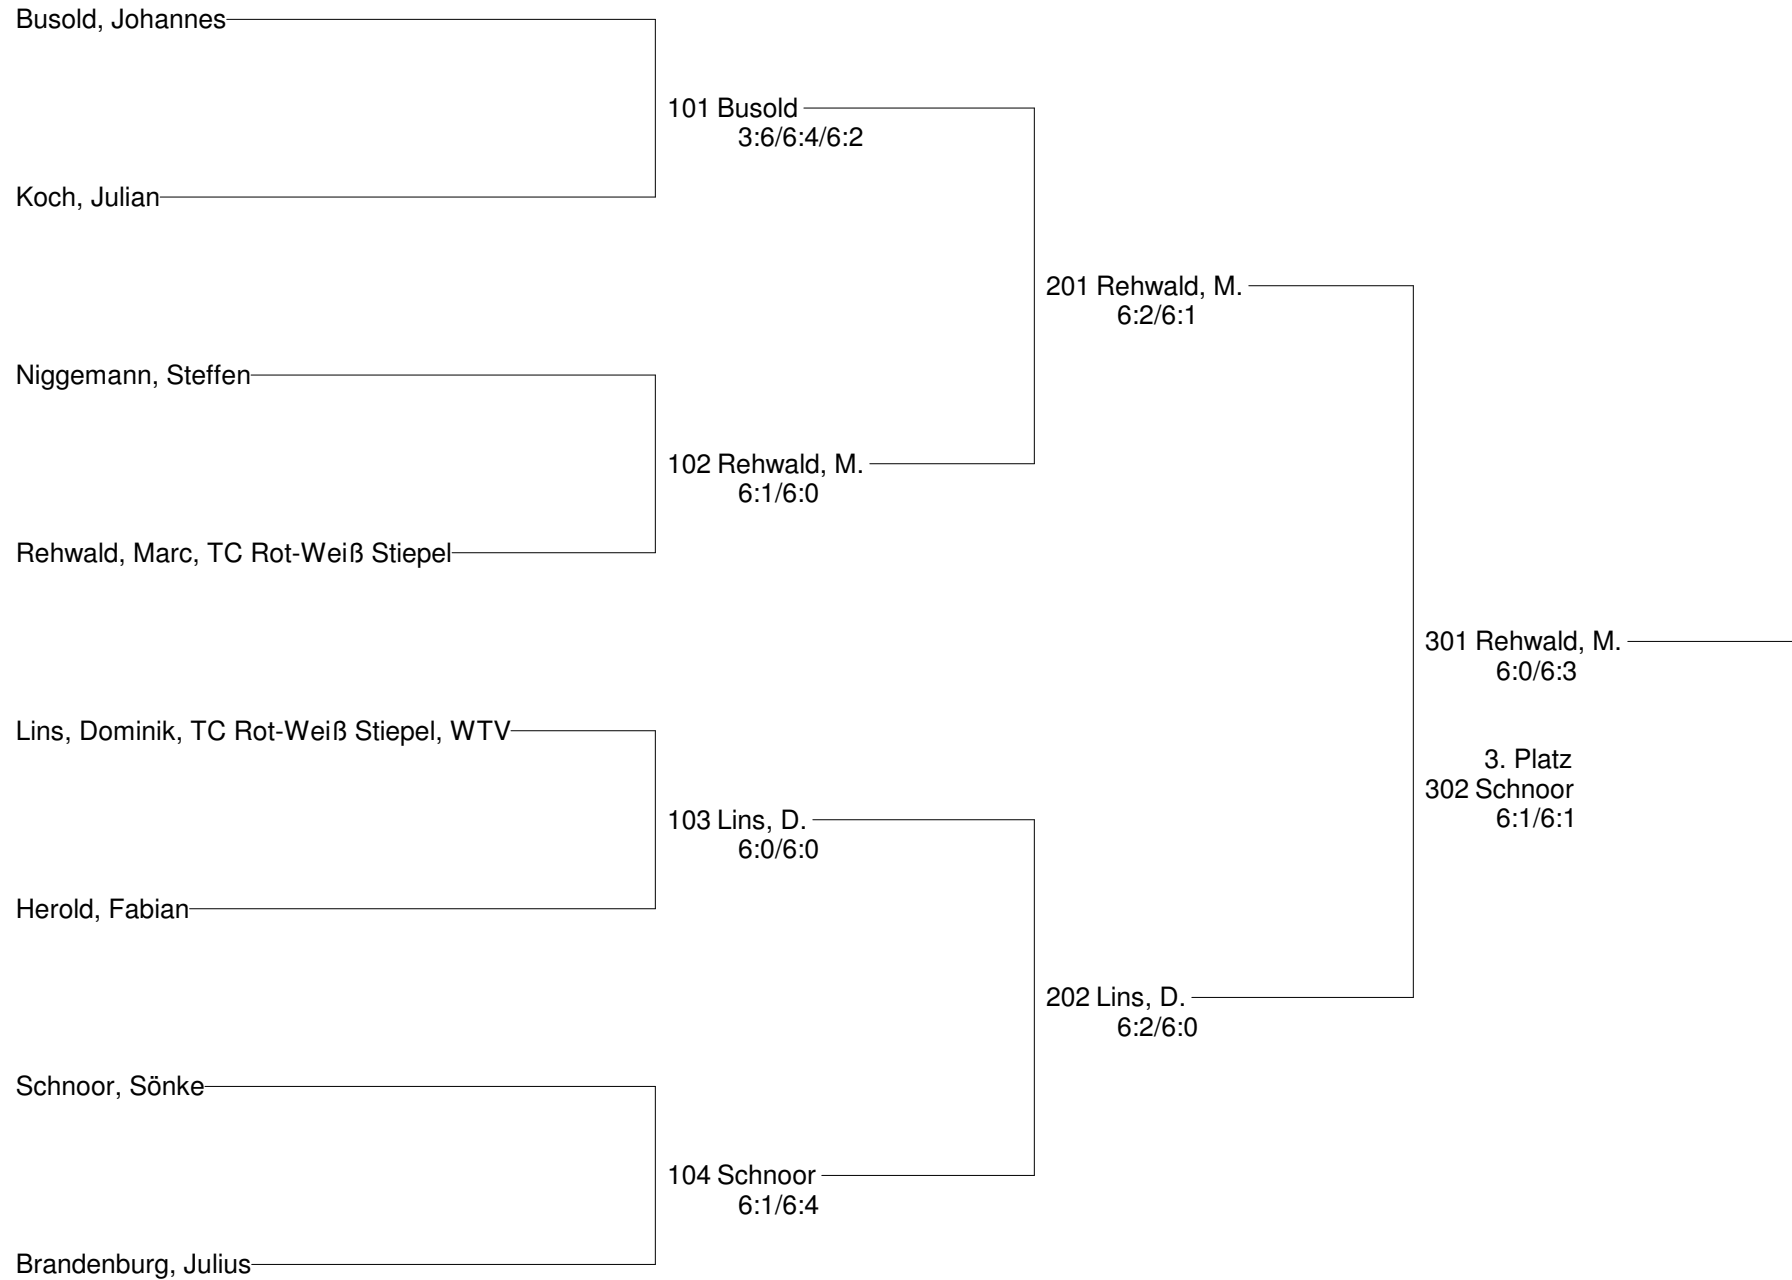 Busold, Johannes
101 Busold
3:6/6:4/6:2
Koch, Julian
201 Rehwald, M.
6:2/6:1
Niggemann, Steffen
102 Rehwald, M.
6:1/6:0
Rehwald, Marc, TC Rot-Weiß Stiepel
301 Rehwald, M.
6:0/6:3
Lins, Dominik, TC Rot-Weiß Stiepel, WTV
3. Platz
302 Schnoor
6:1/6:1
103 Lins, D.
6:0/6:0
Herold, Fabian
202 Lins, D.
6:2/6:0
Schnoor, Sönke
104 Schnoor
6:1/6:4
Brandenburg, Julius